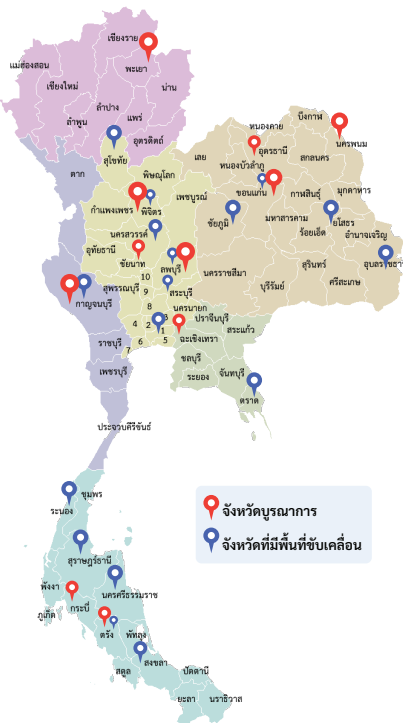 เชียงราย
แม่ฮ่องสอน
พะเยา
เชียงใหม่
น่าน
ลำปาง
แพร่
ลำพูน
อุตรดิตถ์
สุโขทัย
ตาก
พิษณุโลก
เพชรบูรณ์
กำแพงเพชร
พิจิตร
นครสวรรค์
อุทัยธานี
ชัยนาท
ลพบุรี
10
สุพรรณบุรี
9
สระบุรี
กาญจนบุรี
8
นครนายก
3
4
2
1
5
6
7
ปราจีนบุรี
สระแก้ว
ฉะเชิงเทรา
ชลบุรี
ระยอง
จันทบุรี
ตราด
ราชบุรี
เพชรบุรี
ประจวบคีรีขันธ์
บึงกาฬ
หนองคาย
นครพนม
อุดรธานี
เลย
สกลนคร
หนองบัวลำภู
ขอนแก่น
กาฬสินธุ์
มุกดาหาร
ชัยภูมิ
มหาสารคาม
ยโสธร
ร้อยเอ็ด
อำนาจเจริญ
นครราชสีมา
สุรินทร์
อุบลราชธานี
บุรีรัมย์
ศรีสะเกษ
ชุมพร
ระนอง
สุราษฎร์ธานี
พังงา
นครศรีธรรมราช
กระบี่
ภูเก็ต
ตรัง
พัทลุง
สงขลา
สตูล
ปัตตานี
ยะลา
นราธิวาส
จังหวัดบูรณาการ
จังหวัดที่มีพื้นที่ขับเคลื่อน